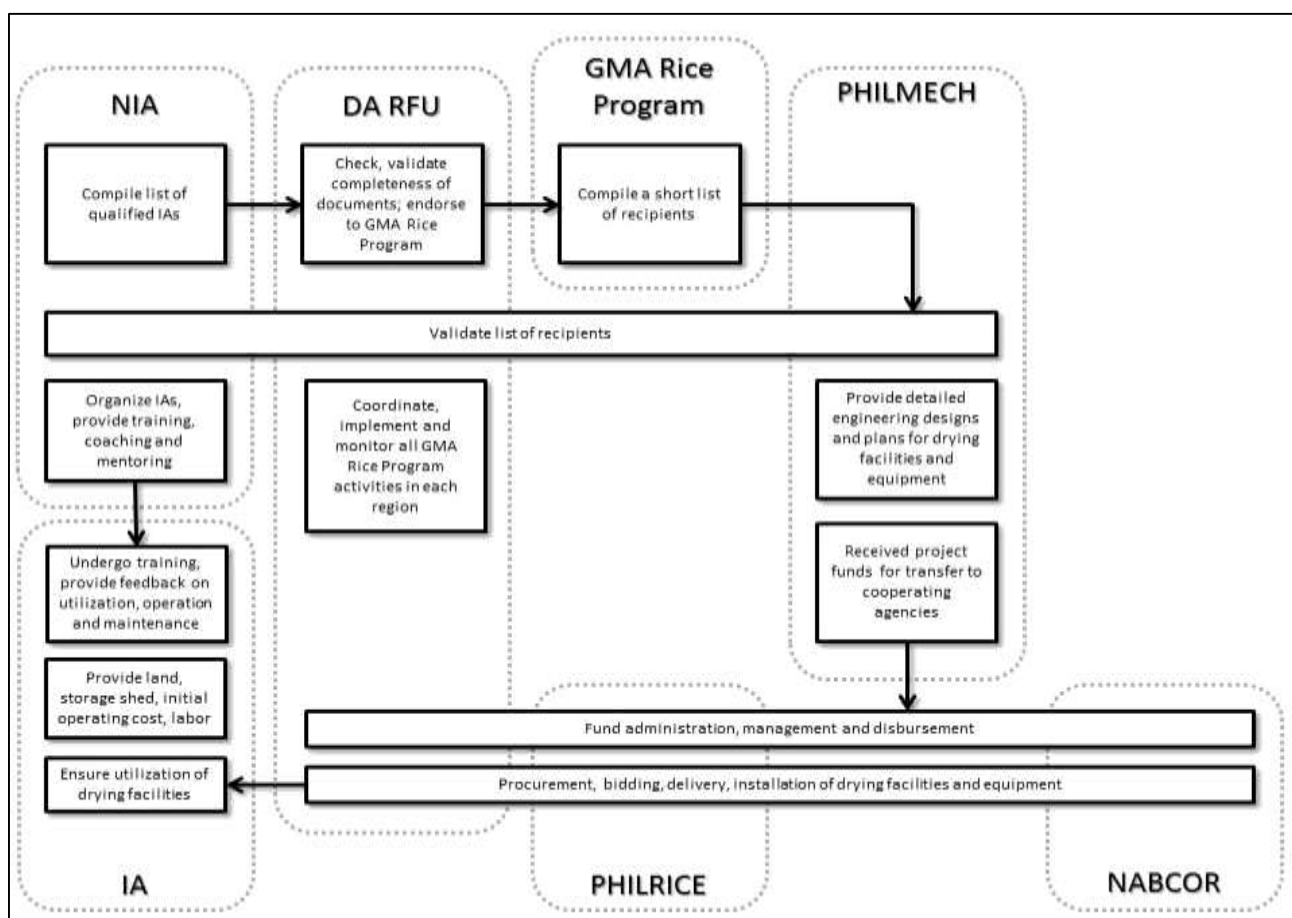 NIA
DA RFU
GMA Rice
Program
PHILMECH
Compile list of
qualified IAs
Check, validate
completeness of
documents; endorse
to GMA Rice
Program
Compile a short list
of recipients
Validate list of recipients
Organize IAs,
provide training,
coaching and
mentoring
Coordinate,
implement and
monitor all GMA
Rice Program
activities in each
region
Provide detailed
engineering designs
and plans for drying
facilities and
equipment
Undergo training,
provide feedback on
utilization, operation
and maintenance
Received project
funds for transfer to
cooperating
agencies
Provide land,
storage shed, initial
operating cost, labor
Fund administration, management and disbursement
Ensure utilization of
drying facilities
Procurement, bidding, delivery, installation of drying facilities and equipment
IA
PHILRICE
NABCOR